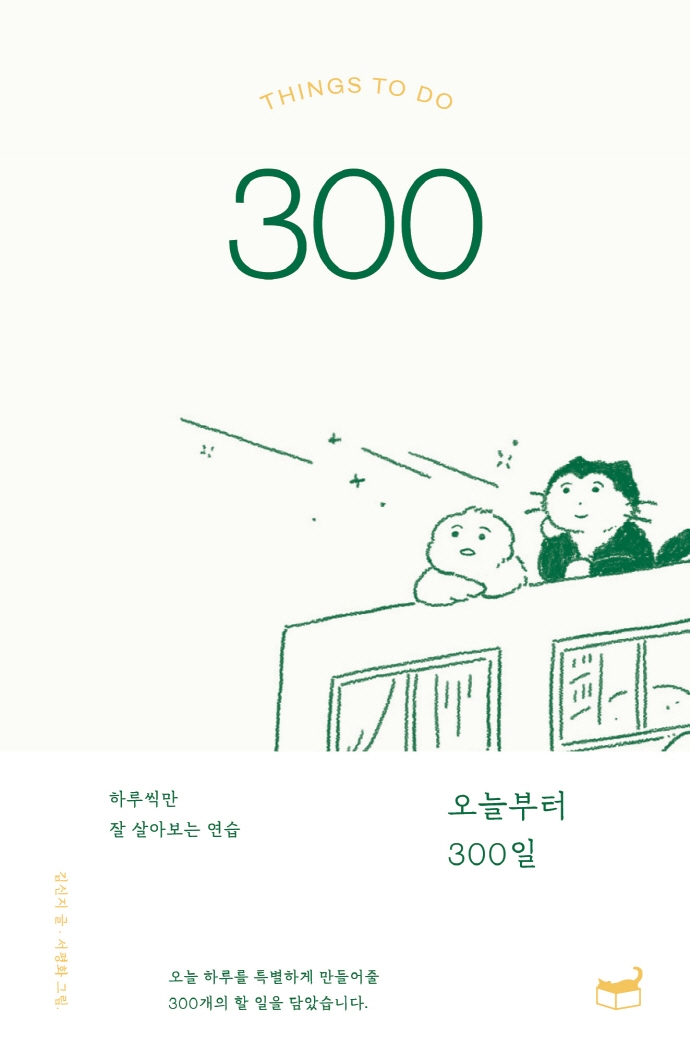 THINGS TO DO
300
하루씩만
잘 살아보는 연습
오늘부터
300일
김신지 글 · 서평화 그림.
오늘 하루를 특별하게 만들어줄
300개의 할 일을 담았습니다.